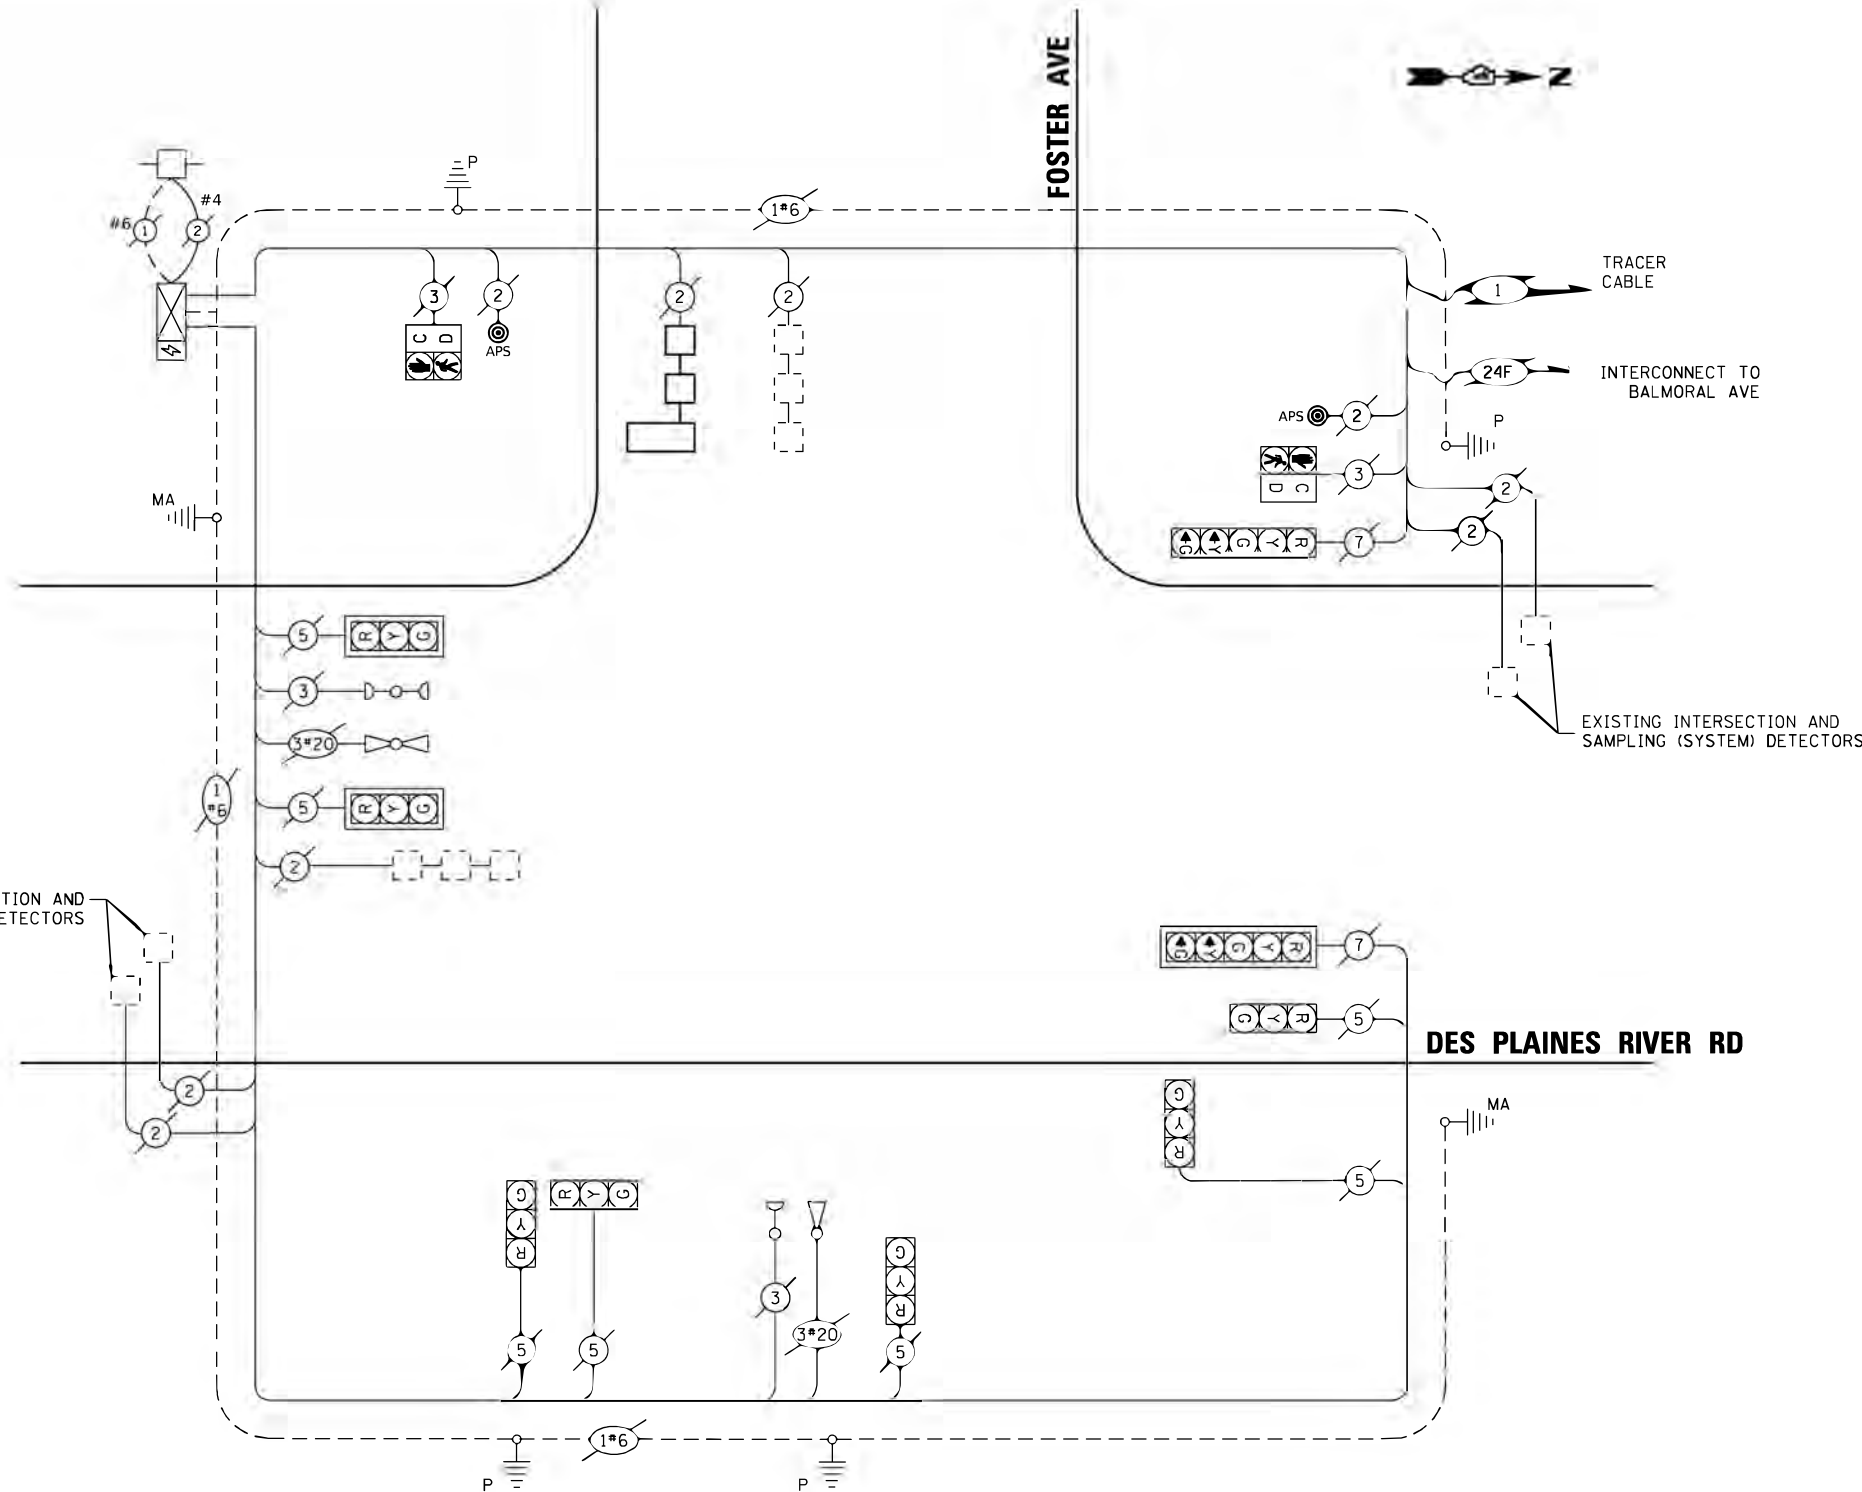 FOSTER AVE
N
P
#4
#6
1
2
1#6
TRACER
CABLE
1
3
2
2
2
C D
APS
24F
INTERCONNECT TO
BALMORAL AVE
APS
2
P
3
C
D
2
MA
2
G Y G Y R
7
5
R Y G
3
EXISTING INTERSECTION AND
SAMPLING (SYSTEM) DETECTORS
3#20
1
#6
5
R Y G
2
TION AND
ETECTORS
G Y G Y R
7
G Y R
5
DES PLAINES RIVER RD
2
2
G
Y
R
MA
5
G
Y
R
R Y G
3
G
Y
R
3#20
5
5
5
1#6
P
P